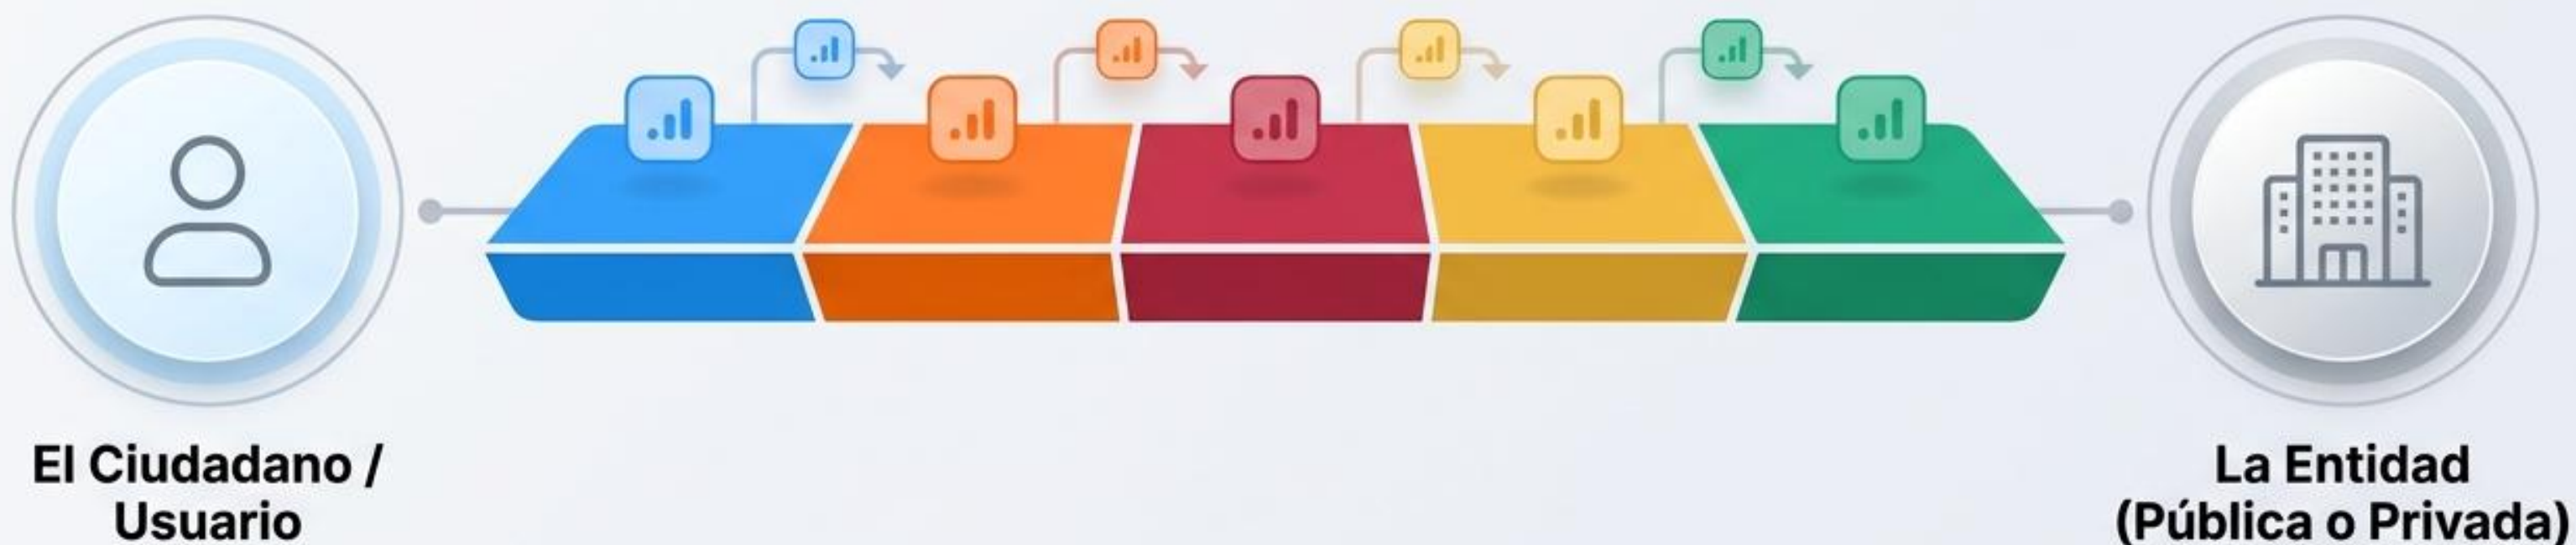 El Ciudadano /
Usuario
La Entidad
(Pública o Privada)